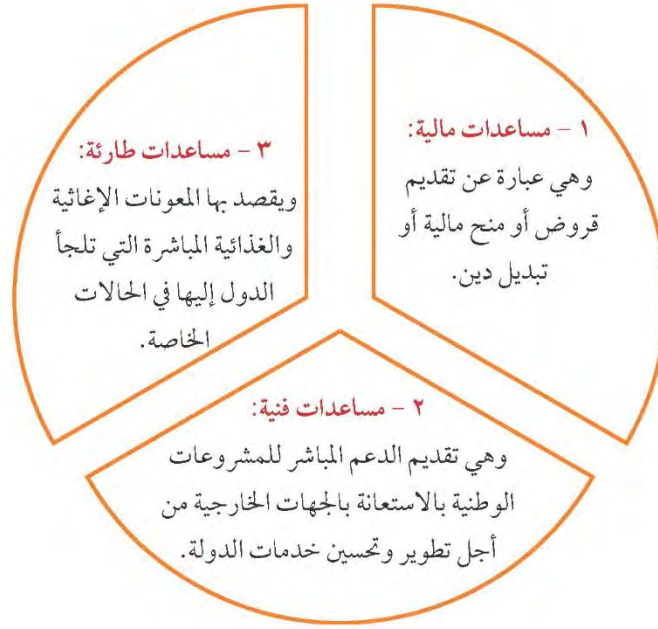 ١ – مساعدات مالية:
وهي عبارة عن تقديم
قروض أو منح مالية أو
تبديل دين.
٢ – مساعدات فنية:
وهي تقديم الدعم المباشر للمشروعات
الوطنية بالاستعانة بالجهات الخارجية من
أجل تطوير وتحسين خدمات الدولة.
٣ – مساعدات طارئة:
ويقصد بها المعونات الإغاثية
والغذائية المباشرة التي تلجأ
الدول إليها في الحالات
الخاصة.